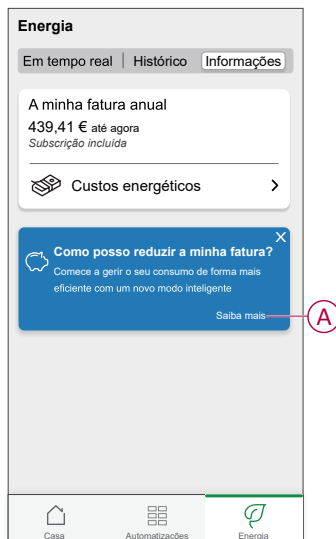 Energia
Em tempo real | Histórico Informações
A minha fatura anual
439,41 € até agora
Subscrição incluída
Custos energéticos
Como posso reduzir a minha fatura?
Comece a gerir o seu consumo de forma mais
eficiente com um novo modo inteligente
Saiba mais
A
Casa Automatizações Energia